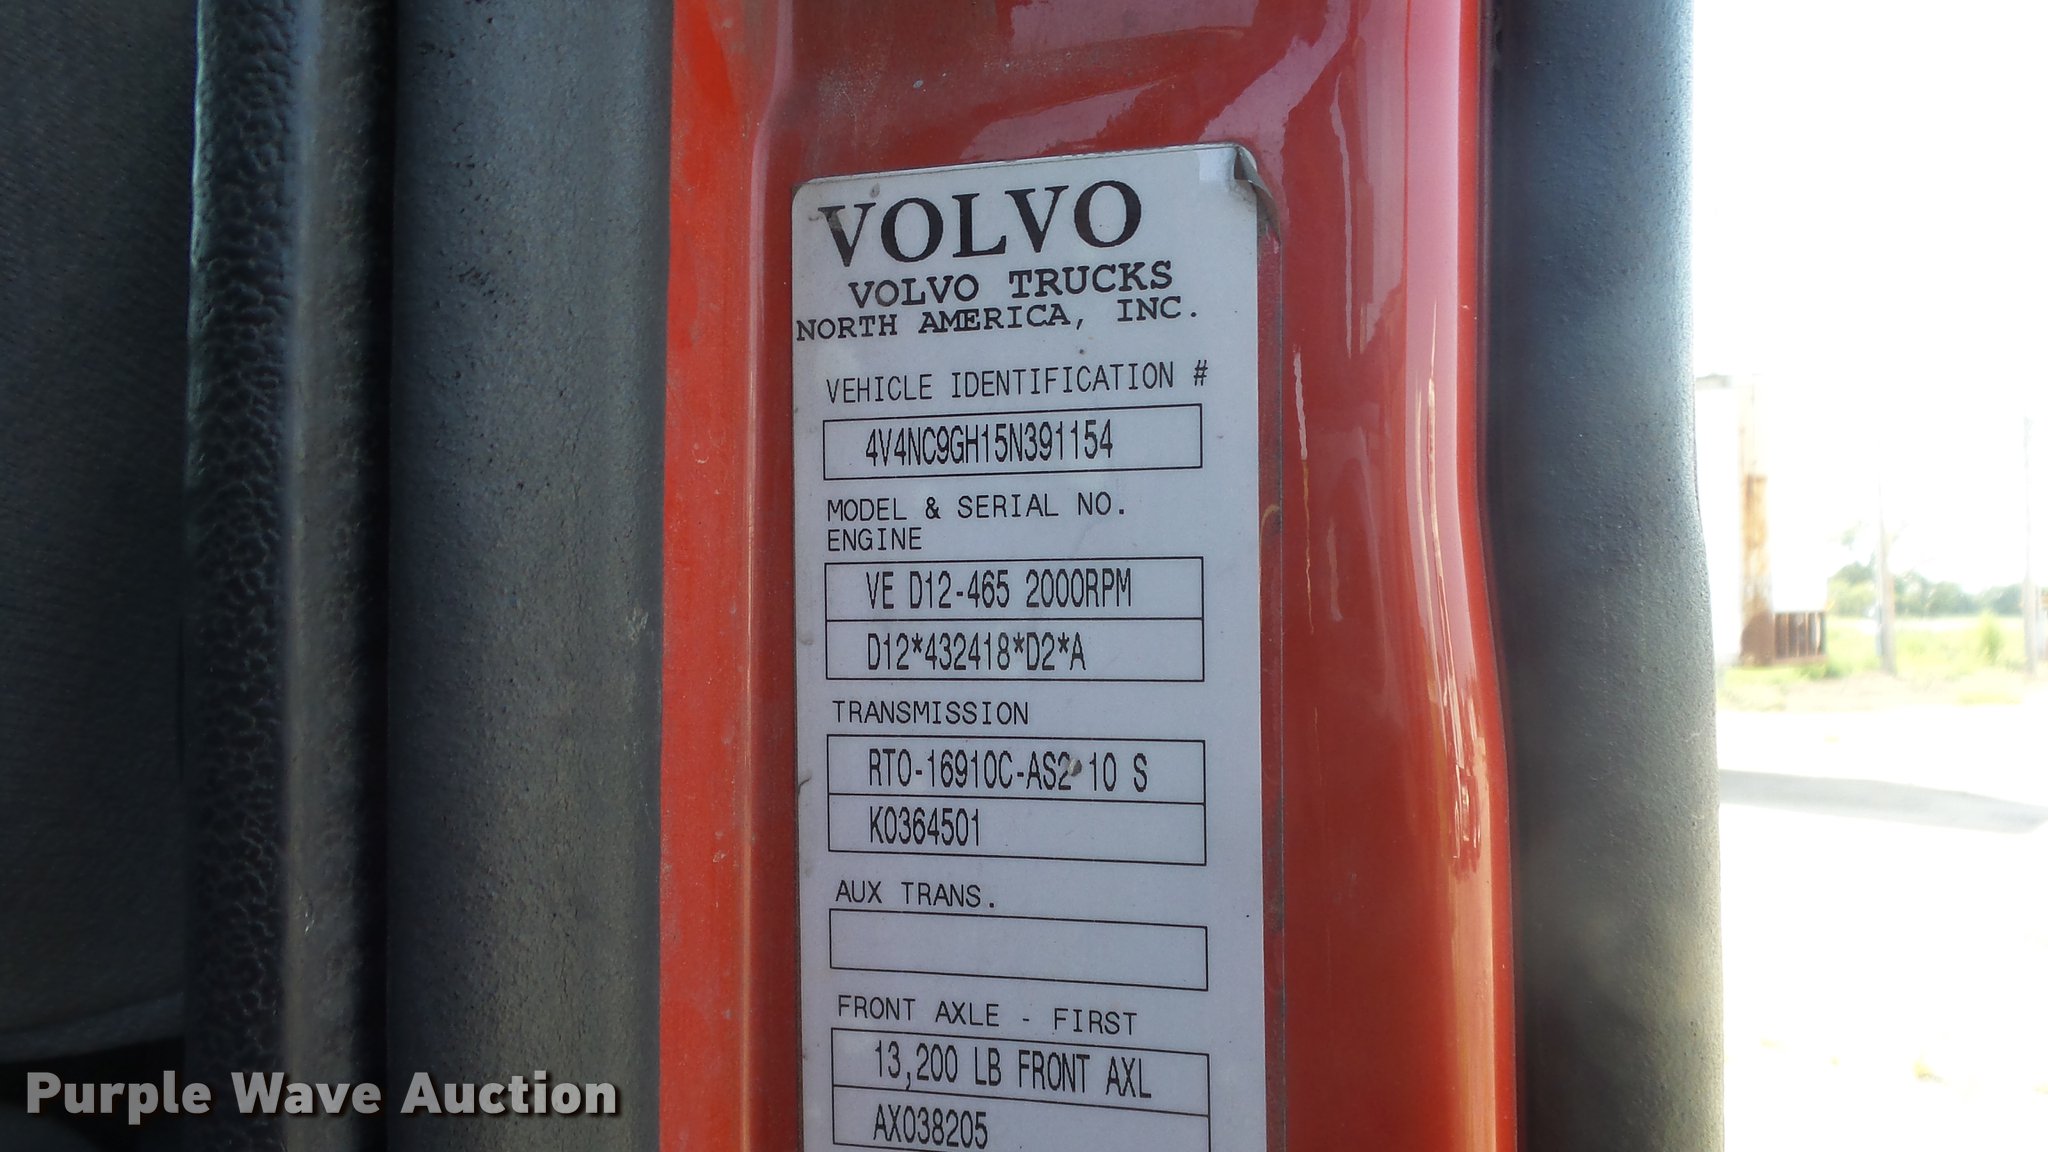 VOLVO
VOLVO TRUCKS
NORTH AMERICA, INC.
VEHICLE IDENTIFICATION #
4V4NC9GH15N391154
MODEL & SERIAL NO.
ENGINE
VE D12-465 2000RPM
D12*432418*D2*A
TRANSMISSION
RTO-16910C-AS2 10 S
K0364501
AUX TRANS.
FRONT AXLE - FIRST
13,200 LB FRONT AXL
AX038205
Purple Wave Auction